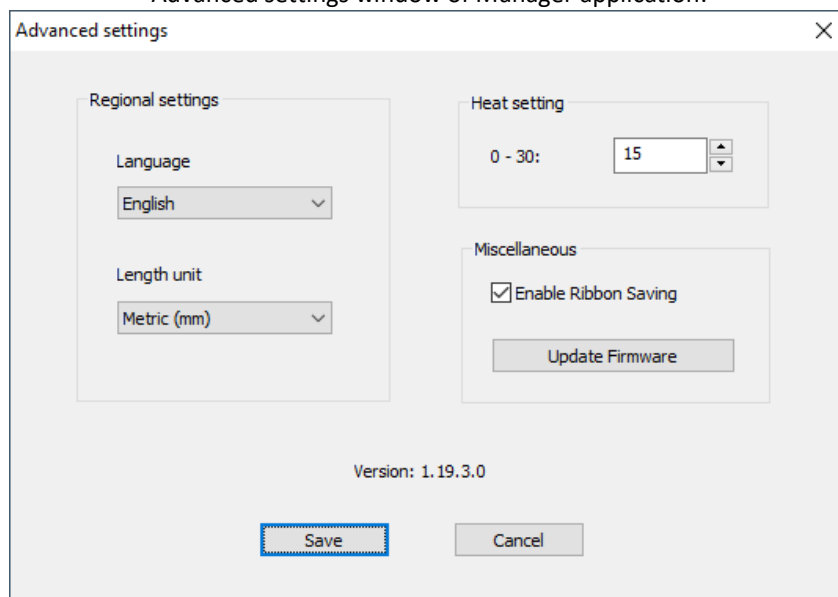 Advanced settings window of Manager application.
Advanced settings
Regional settings
Language
English
Length unit
Metric (mm)
Heat setting
0 - 30:
15
Miscellaneous
Enable Ribbon Saving
Update Firmware
Version: 1.19.3.0
Save
Cancel